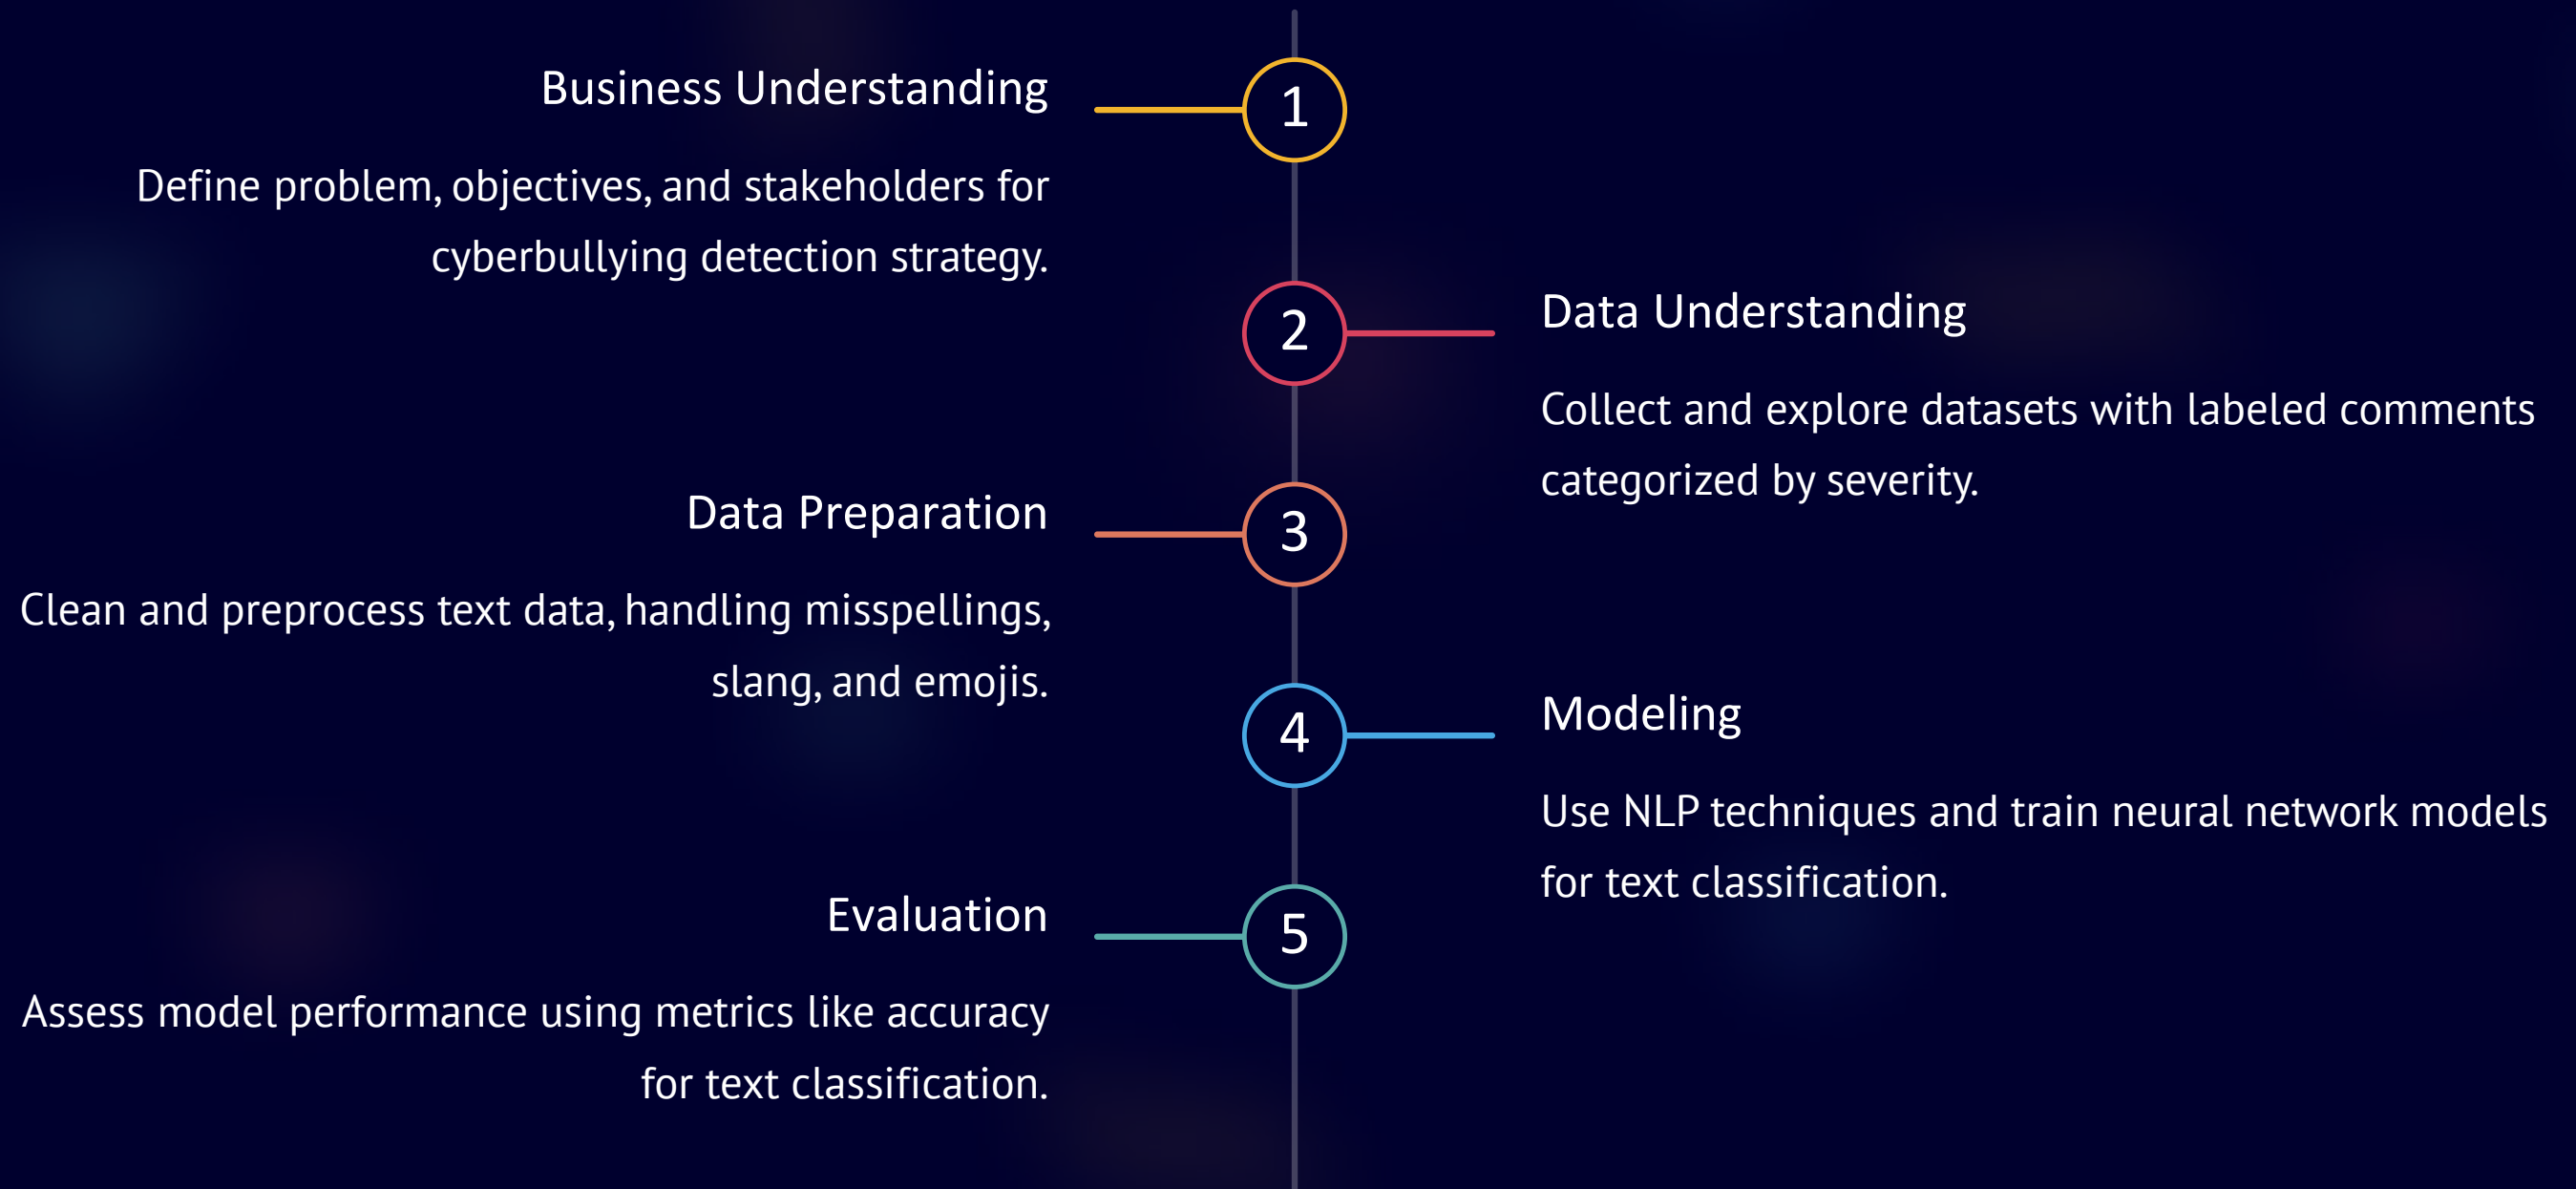 1
Business Understanding
Define problem, objectives, and stakeholders for
cyberbullying detection strategy.
2
Data Understanding
Collect and explore datasets with labeled comments
categorized by severity.
3
Data Preparation
Clean and preprocess text data, handling misspellings,
slang, and emojis.
4
Modeling
Use NLP techniques and train neural network models
for text classification.
5
Evaluation
Assess model performance using metrics like accuracy
for text classification.